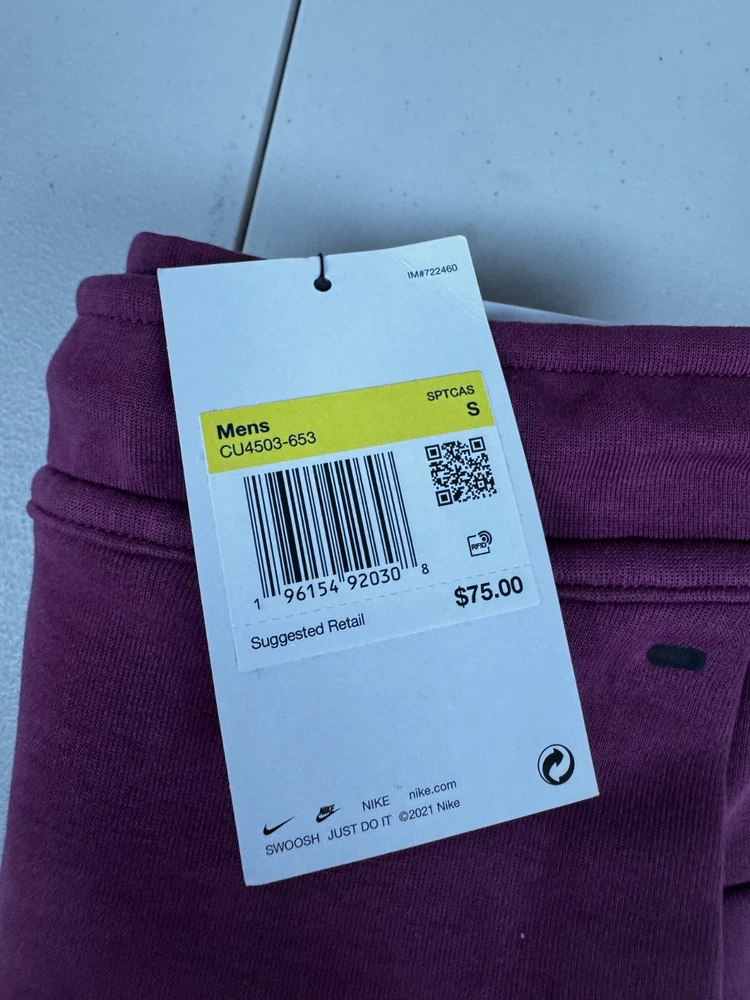 IM#722460
Mens
SPTCAS
CU4503-653
S
RFID
1 96154 92030 8
Suggested Retail
$75.00
NIKE
NIKE nike.com
SWOOSH JUST DO IT ©2021 Nike